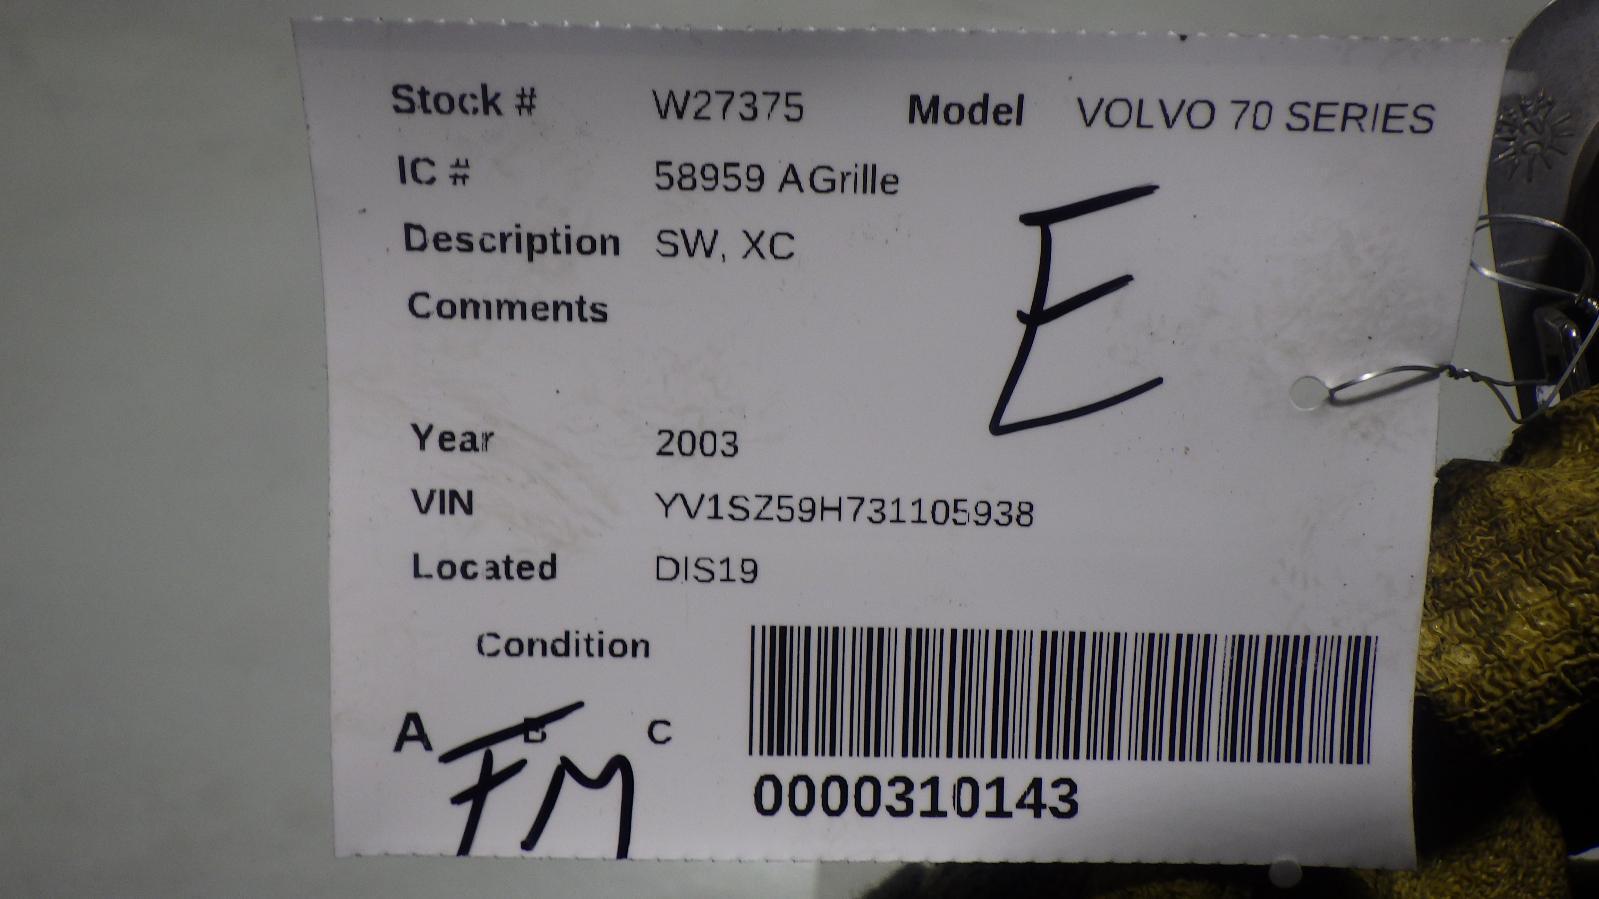 Stock # W27375 Model VOLVO 70 SERIES
IC # 58959 AGrille
Description SW, XC
Comments
E
Year 2003
VIN YV1SZ59H731105938
Located DIS19
Condition
A B C
FM
0000310143